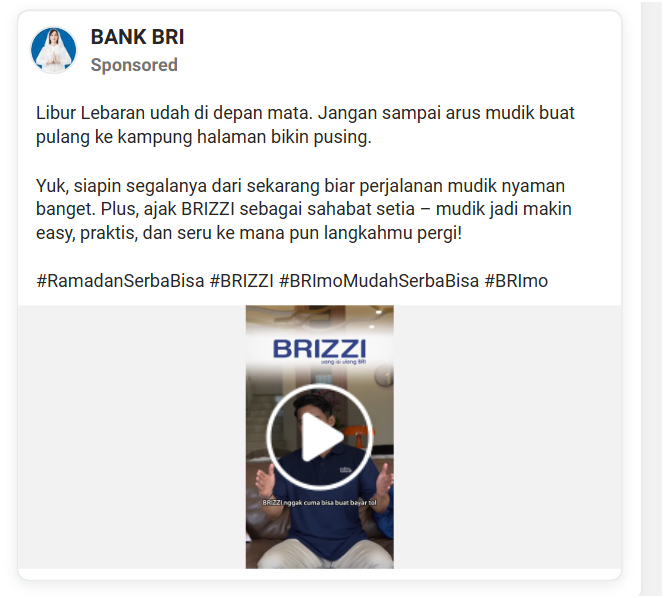 BANK BRI
Sponsored
Libur Lebaran udah di depan mata. Jangan sampai arus mudik buat
pulang ke kampung halaman bikin pusing.
Yuk, siapin segalanya dari sekarang biar perjalanan mudik nyaman
banget. Plus, ajak BRIZZI sebagai sahabat setia – mudik jadi makin
easy, praktis, dan seru ke mana pun langkahmu pergi!
#RamadanSerbaBisa #BRIZZI #BRImoMudahSerbaBisa #BRImo
BRIZZI
uang isi ulang BRI
BRIZZI nggak cuma bisa buat bayar tol